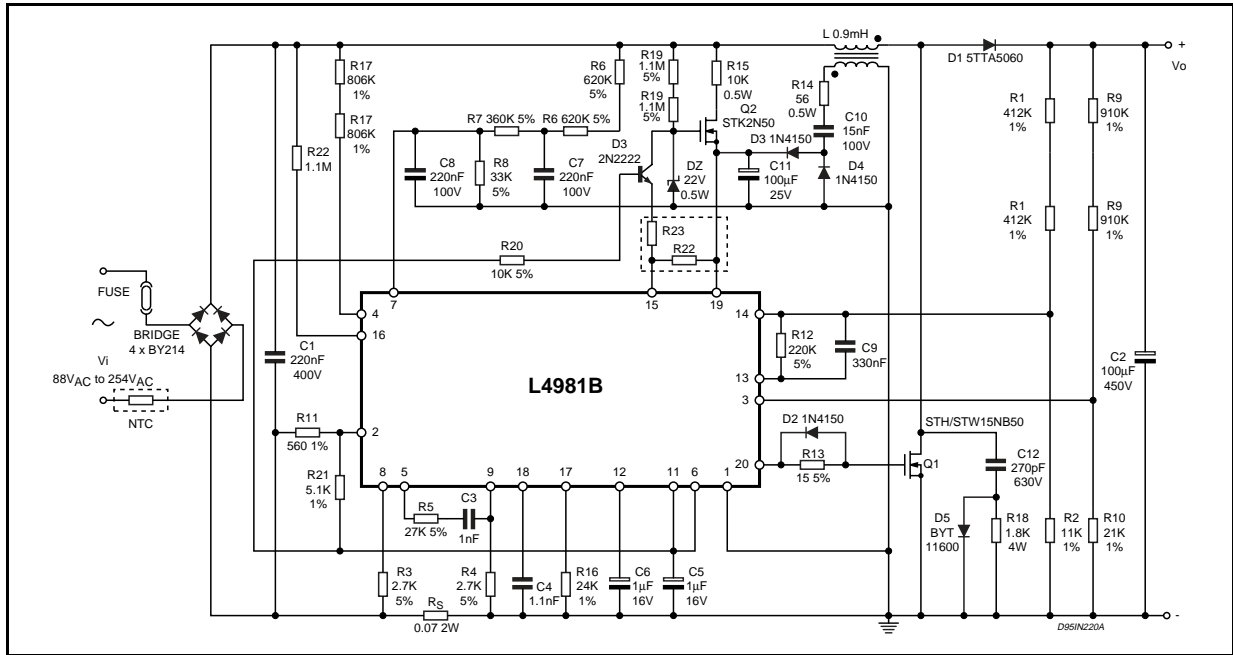 L 0.9mH
D1 5TTA5060
+
Vo
R17
806K
1%
R17
806K
1%
R22
1.1M
R6
620K
5%
R19
1.1M
5%
R19
1.1M
5%
R15
10K
0.5W
R14
56
0.5W
R1
412K
1%
R9
910K
1%
Q2
STK2N50
C10
15nF
100V
R7 360K 5%
R6 620K 5%
D3
2N2222
D3 1N4150
D4
1N4150
C8
220nF
100V
R8
33K
5%
C7
220nF
100V
DZ
22V
0.5W
C11
100µF
25V
R1
412K
1%
R9
910K
1%
R23
R22
R20
10K 5%
FUSE
BRIDGE
4 x BY214
Vi
88VAC to 254VAC
NTC
C1
220nF
400V
7
15
19
4
16
14
13
3
2
20
L4981B
R12
220K
5%
C9
330nF
C2
100µF
450V
STH/STW15NB50
R11
560 1%
D2 1N4150
R13
15 5%
Q1
C12
270pF
630V
R21
5.1K
1%
8
5
9
18
17
12
11
6
1
R5
27K 5%
C3
1nF
D5
BYT
11600
R18
1.8K
4W
R2
11K
1%
R10
21K
1%
R3
2.7K
5%
R4
2.7K
5%
C4
1.1nF
R16
24K
1%
C6
1µF
16V
C5
1µF
16V
RS
0.07 2W
-
D95IN220A